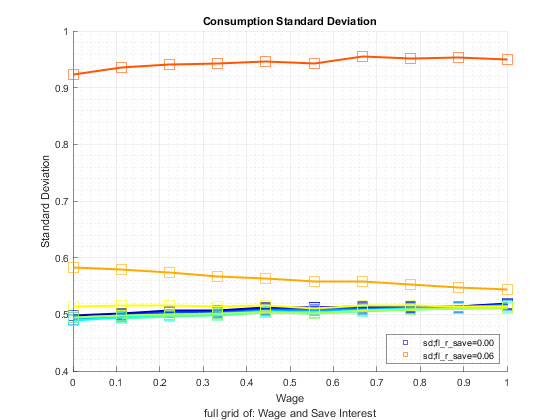 Consumption Standard Deviation
1
0.9
0.8
0.7
0.6
0.5
0.4
Standard Deviation
sd;fl_r_save=0.00
sd;fl_r_save=0.06
0 0.1 0.2 0.3 0.4 0.5 0.6 0.7 0.8 0.9 1
Wage
full grid of: Wage and Save Interest